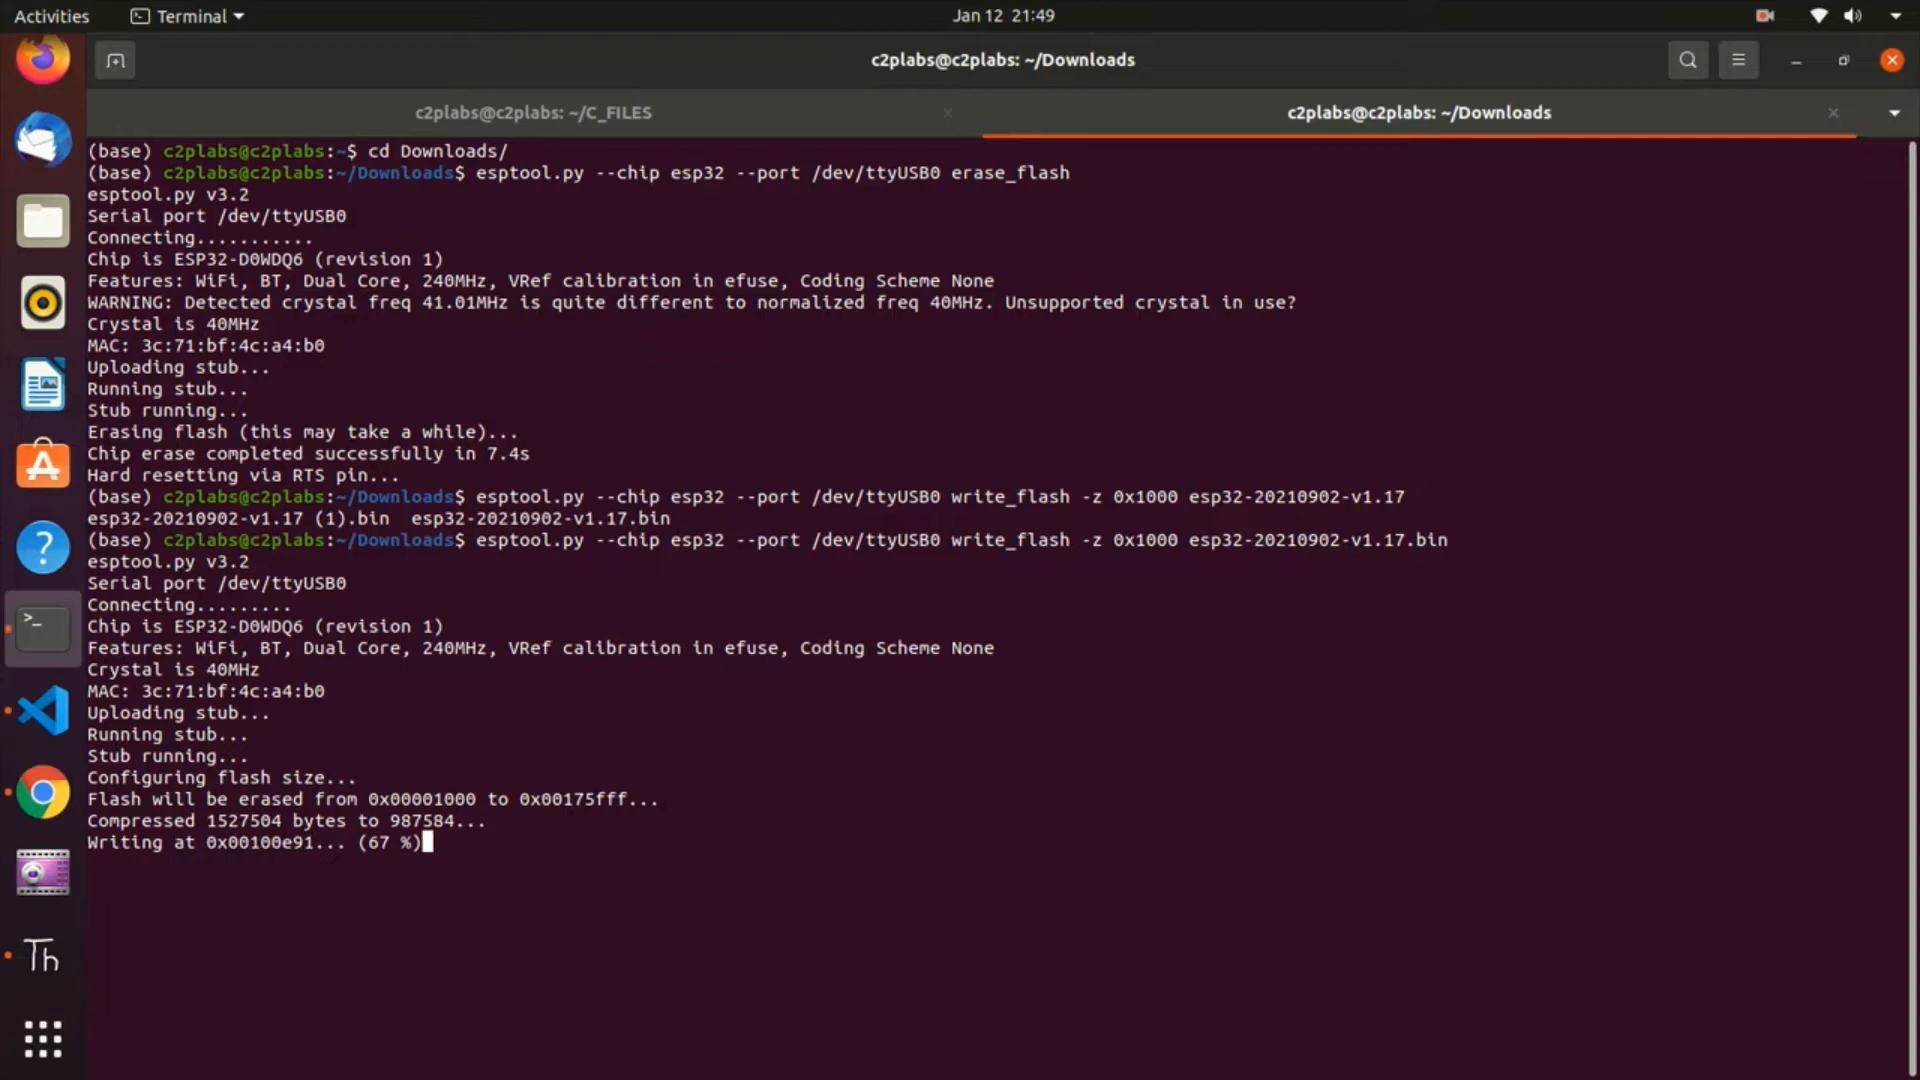 Activities
Terminal
Jan 12 21:49
c2plabs@c2plabs: ~/Downloads
c2plabs@c2plabs: ~/C_FILES
c2plabs@c2plabs: ~/Downloads
(base) c2plabs@c2plabs:~$ cd Downloads/
(base) c2plabs@c2plabs:~/Downloads$ esptool.py --chip esp32 --port /dev/ttyUSB0 erase_flash
esptool.py v3.2
Serial port /dev/ttyUSB0
Connecting...........
Chip is ESP32-D0WDQ6 (revision 1)
Features: WiFi, BT, Dual Core, 240MHz, VRef calibration in efuse, Coding Scheme None
WARNING: Detected crystal freq 41.01MHz is quite different to normalized freq 40MHz. Unsupported crystal in use?
Crystal is 40MHz
MAC: 3c:71:bf:4c:a4:b0
Uploading stub...
Running stub...
Stub running...
Erasing flash (this may take a while)...
Chip erase completed successfully in 7.4s
Hard resetting via RTS pin...
(base) c2plabs@c2plabs:~/Downloads$ esptool.py --chip esp32 --port /dev/ttyUSB0 write_flash -z 0x1000 esp32-20210902-v1.17
esp32-20210902-v1.17 (1).bin  esp32-20210902-v1.17.bin
(base) c2plabs@c2plabs:~/Downloads$ esptool.py --chip esp32 --port /dev/ttyUSB0 write_flash -z 0x1000 esp32-20210902-v1.17.bin
esptool.py v3.2
Serial port /dev/ttyUSB0
Connecting.........
Chip is ESP32-D0WDQ6 (revision 1)
Features: WiFi, BT, Dual Core, 240MHz, VRef calibration in efuse, Coding Scheme None
Crystal is 40MHz
MAC: 3c:71:bf:4c:a4:b0
Uploading stub...
Running stub...
Stub running...
Configuring flash size...
Flash will be erased from 0x00001000 to 0x00175fff...
Compressed 1527504 bytes to 987584...
Writing at 0x00100e91... (67 %)
Th